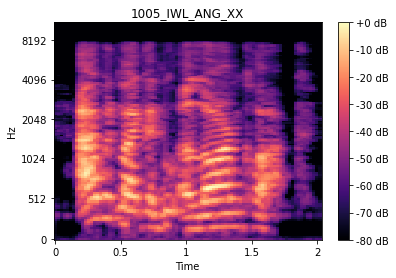 1005_IWL_ANG_XX
+0 dB
8192
-10 dB
4096
-20 dB
-30 dB
2048
Hz
-40 dB
1024
-50 dB
512
-60 dB
-70 dB
0
-80 dB
0
0.5
1
1.5
2
Time